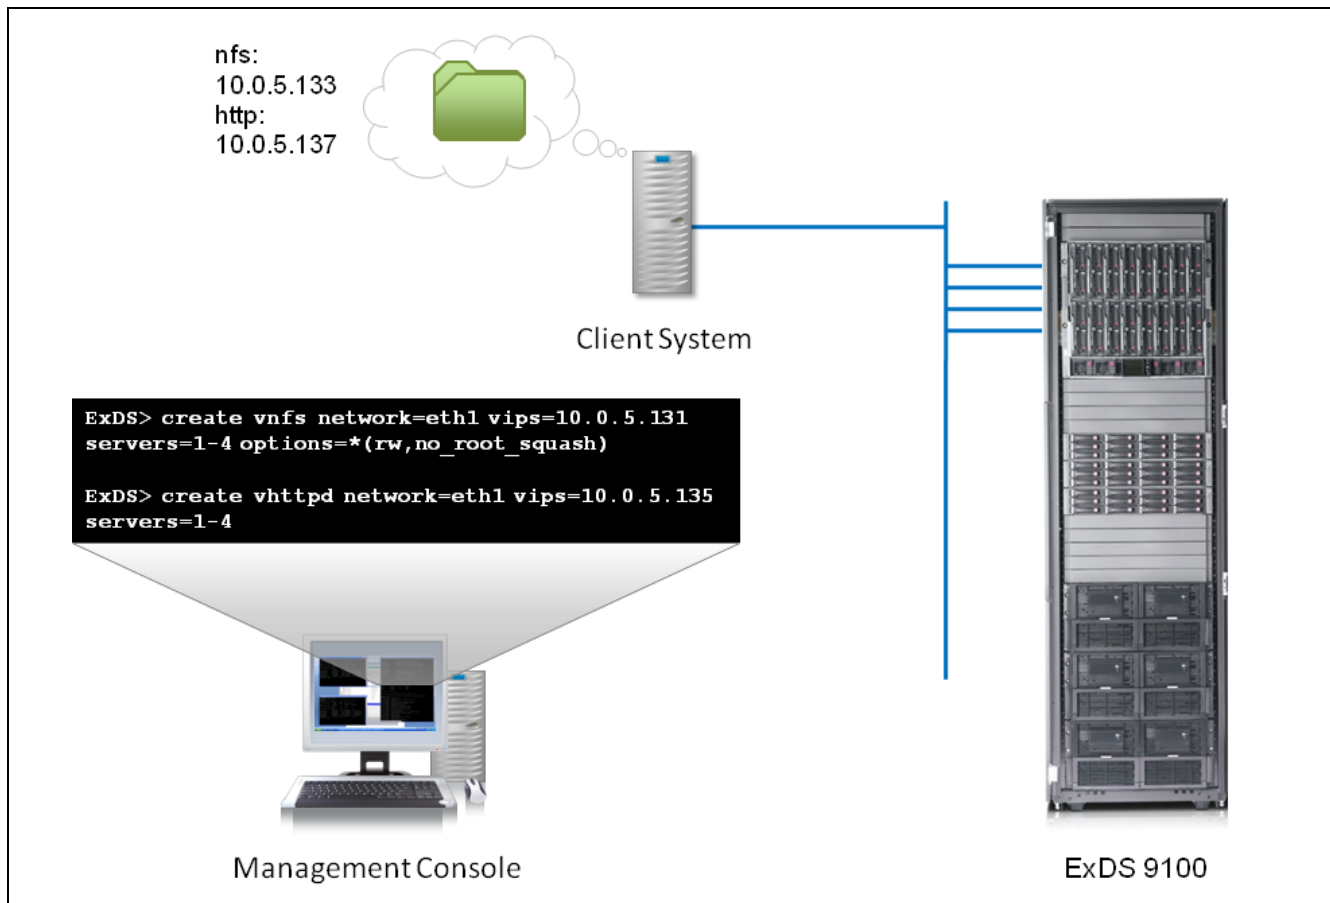 nfs:
10.0.5.133
http:
10.0.5.137
Client System
ExDS> create vnfs network=eth1 vips=10.0.5.131
servers=1-4 options=*(rw,no_root_squash)
ExDS> create vhttpd network=eth1 vips=10.0.5.135
servers=1-4
Management Console
ExDS 9100